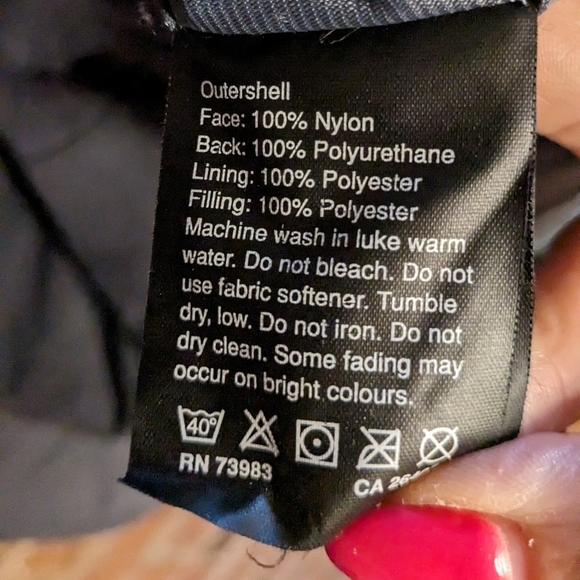 Outershell
Face: 100% Nylon
Back: 100% Polyurethane
Lining: 100% Polyester
Filling: 100% Polyester
Machine wash in luke warm
water. Do not bleach. Do not
use fabric softener. Tumble
dry, low. Do not iron. Do not
dry clean. Some fading may
occur on bright colours.
40°
RN 73983
CA